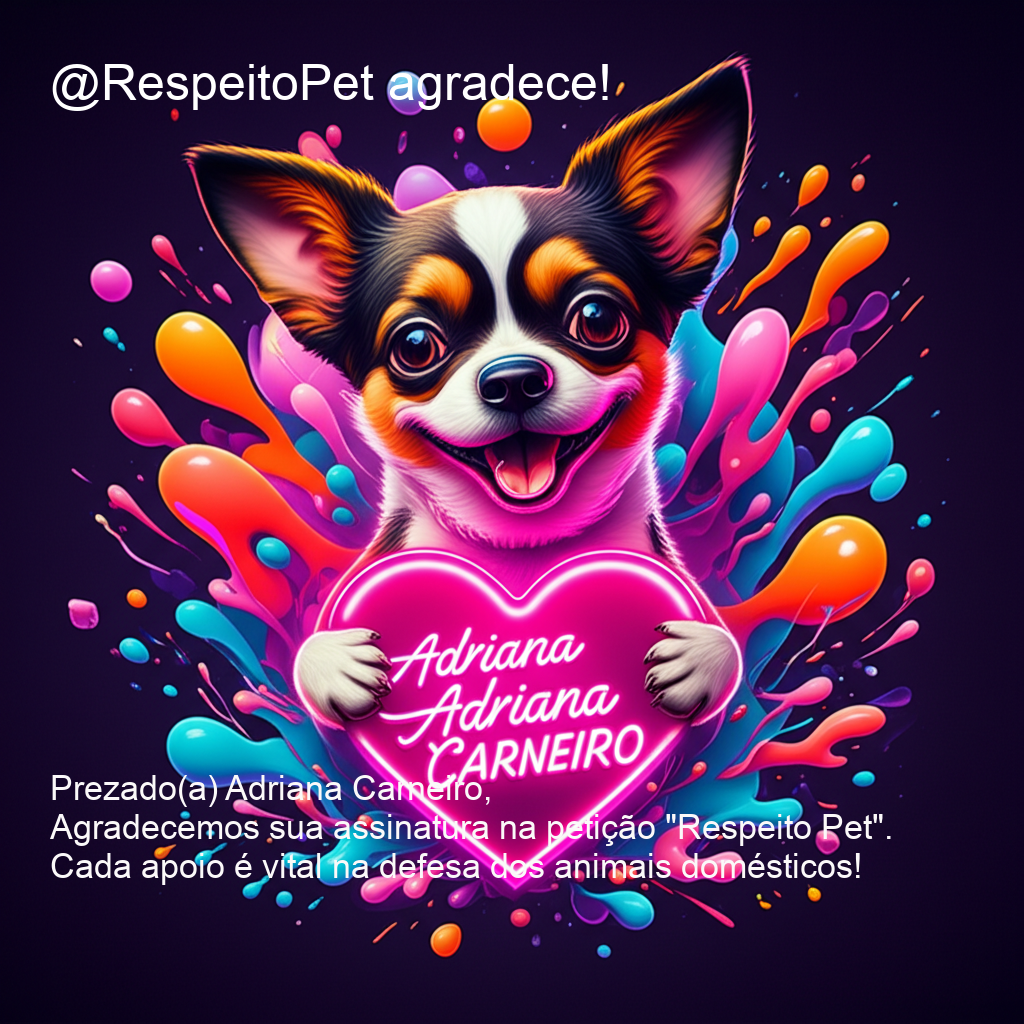 @RespeitoPet agradece!
Adriana
Adriana
CARNEIRO
Prezado(a) Adriana Carneiro,
Agradecemos sua assinatura na petição "Respeito Pet".
Cada apoio é vital na defesa dos animais domésticos!